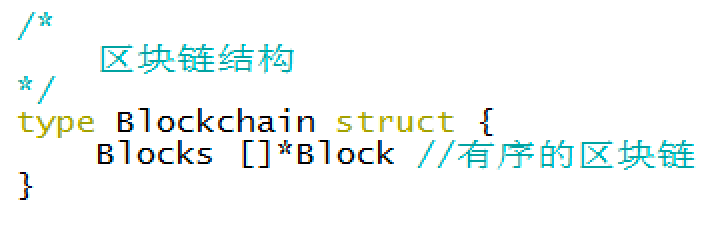 /*
    区块链结构
*/
type Blockchain struct {
    Blocks []*Block //有序的区块链
}